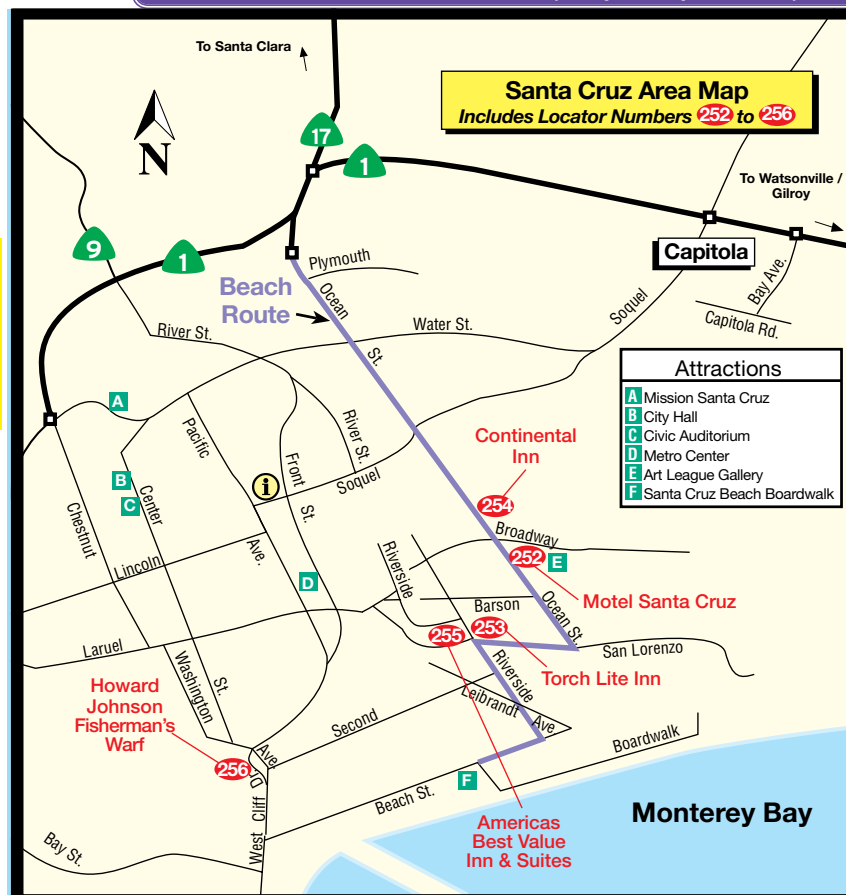 To Santa Clara
Santa Cruz Area Map
Includes Locator Numbers 252 to 256
17
1
N
To Watsonville /
Gilroy
9
1
Capitola
Plymouth
Bay Ave.
Beach
Route
Ocean
St.
Soquel
Capitola Rd.
River St.
Water St.
Attractions
A Mission Santa Cruz
B City Hall
C Civic Auditorium
D Metro Center
E Art League Gallery
F Santa Cruz Beach Boardwalk
A
Pacific
Ave.
River St.
Continental
Inn
Front
St.
i
Soquel
B
C
Center
St.
Chestnut
254
Broadway
Lincoln
252
E
Riverside
D
Motel Santa Cruz
Barson
Ocean St.
255
253
Laruel
San Lorenzo
Washington
Ave.
Torch Lite Inn
Riverside
Ave
Howard
Johnson
Fisherman's
Warf
Leibrandt
Second
Boardwalk
256
Dr.
F
Beach St.
West Cliff
Monterey Bay
Americas
Best Value
Inn & Suites
Bay St.